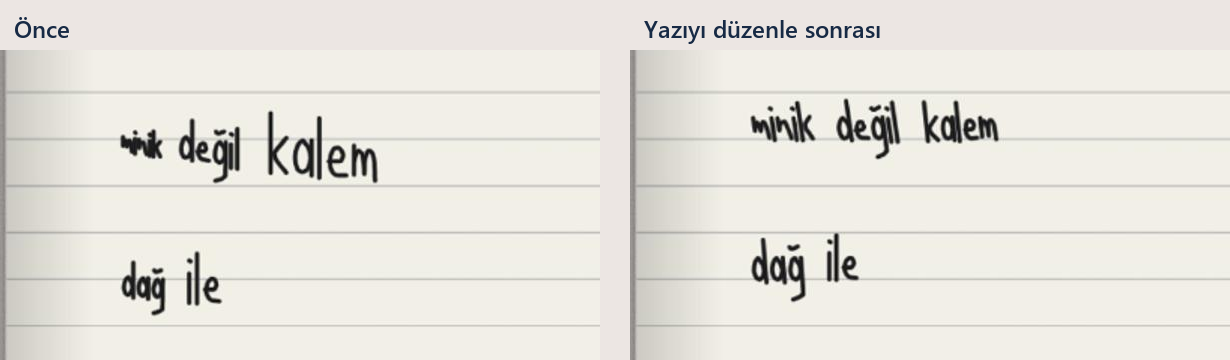 Önce
Yazıyı düzenle sonrası
minik değil kalem
dağ ile
minik değil kalem
dağ ile